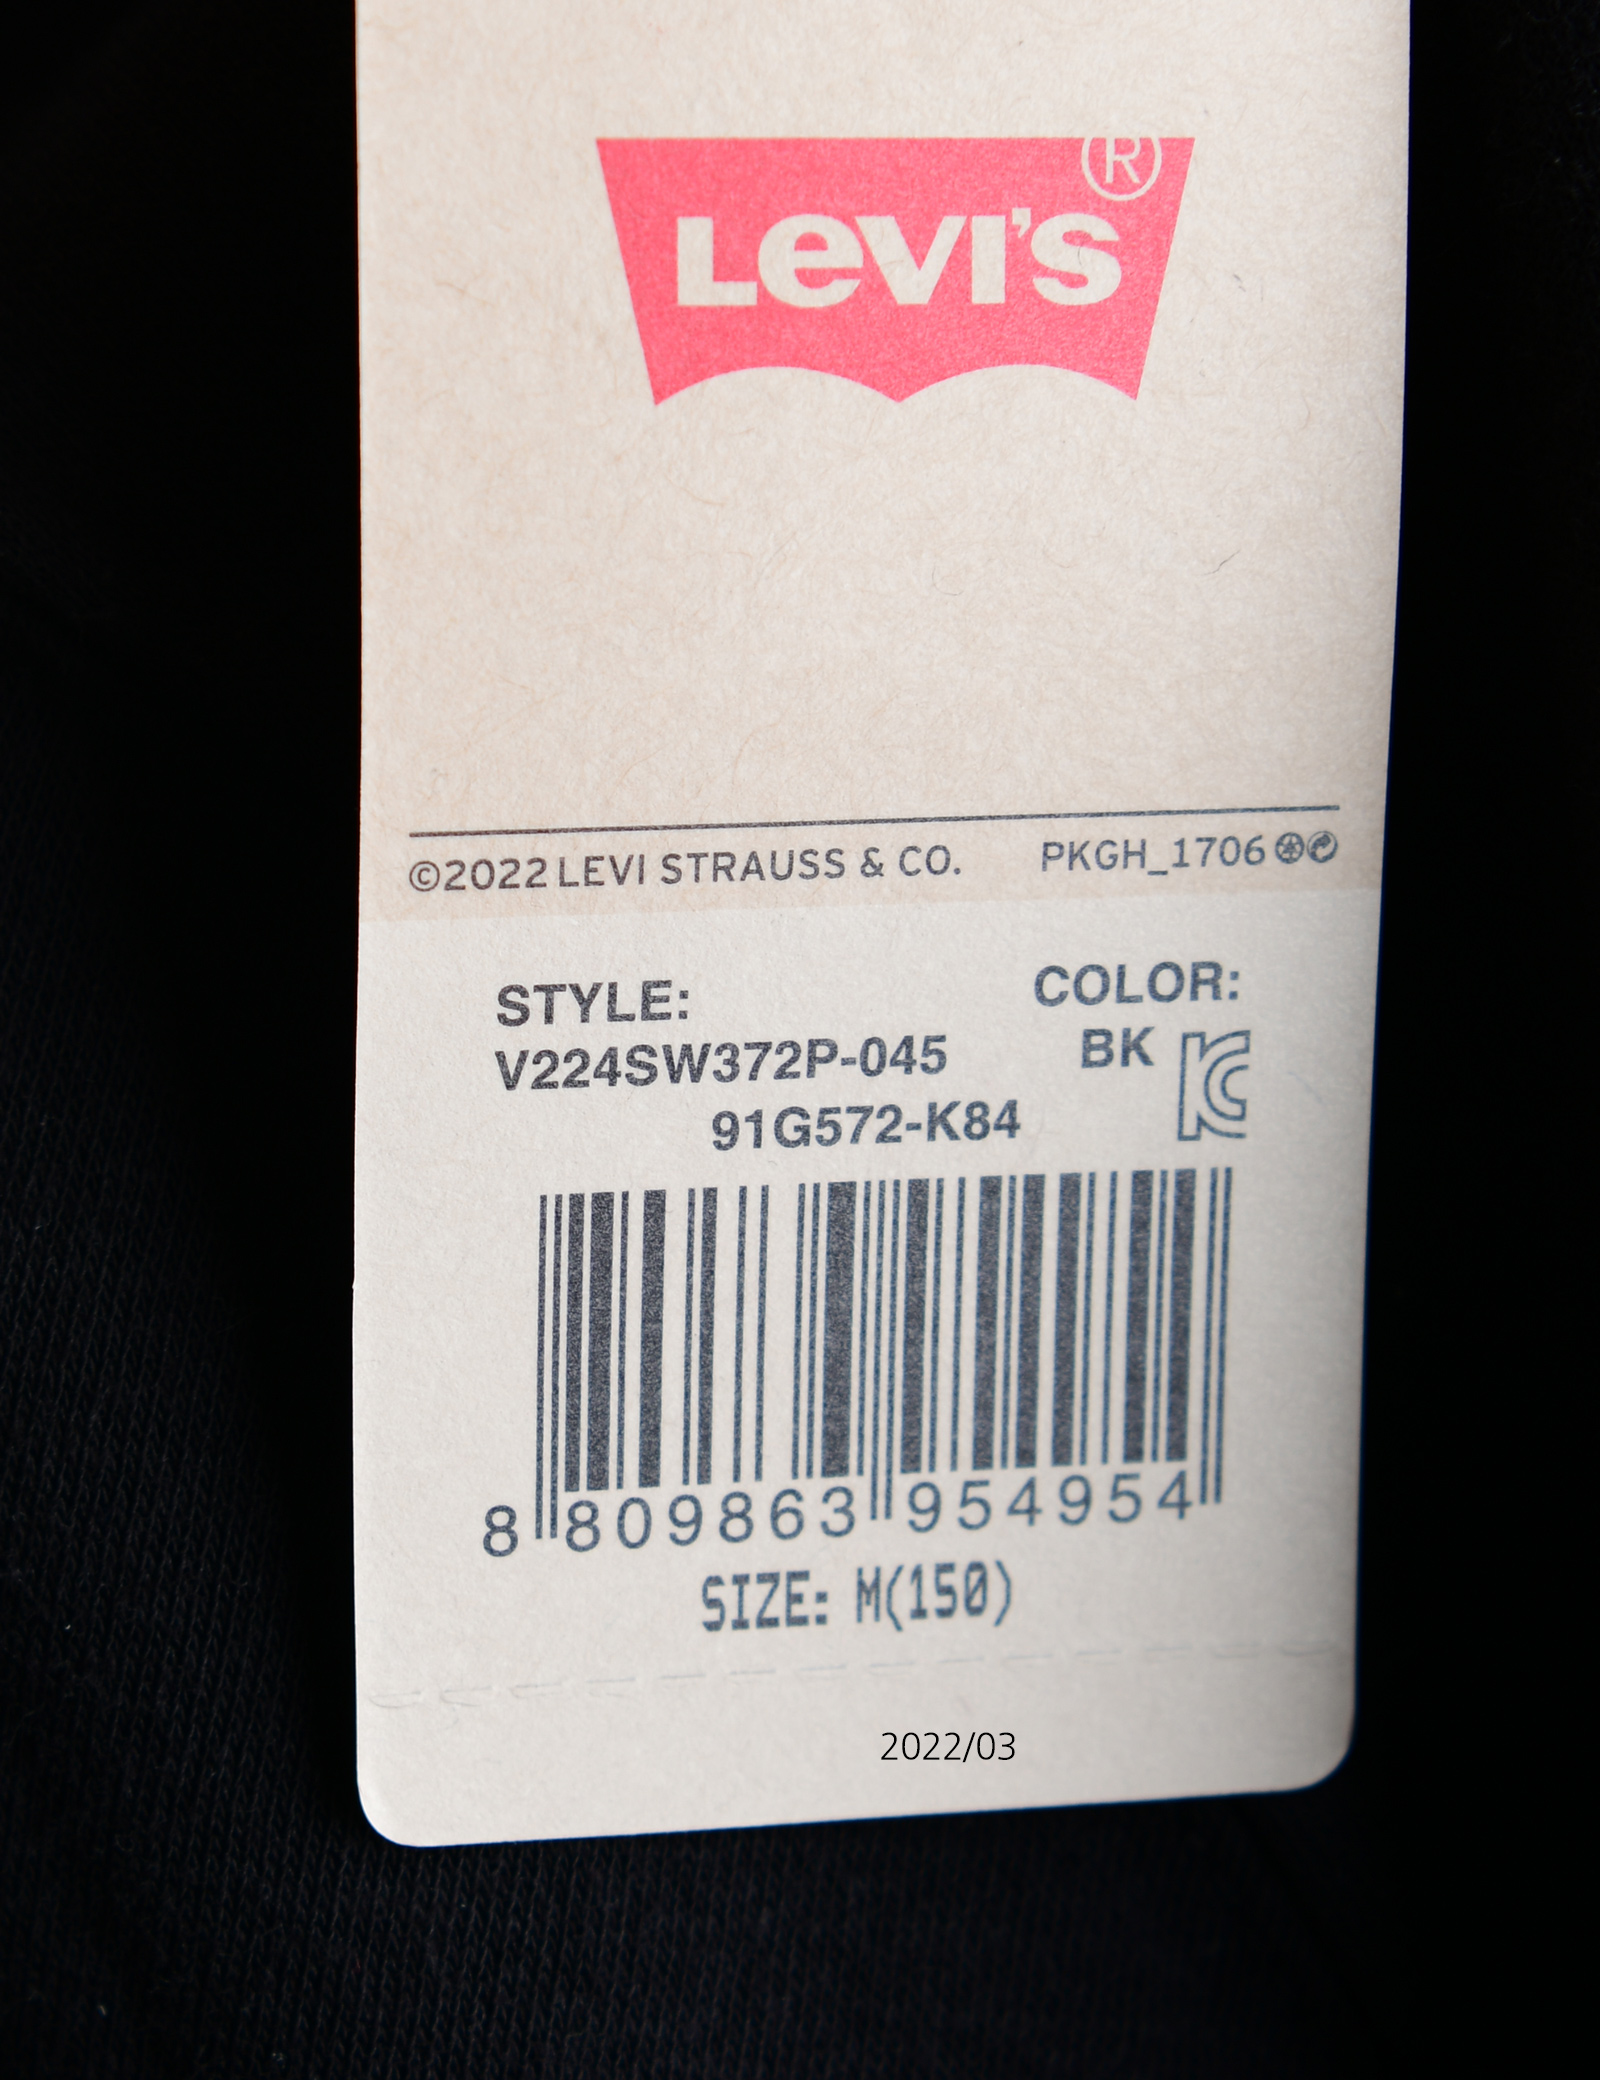 ®
LEVI'S
©2022 LEVI STRAUSS & CO. PKGH_1706
STYLE: COLOR:
V224SW372P-045 BK
91G572-K84
8 809863 954954
SIZE: M(150)
2022/03